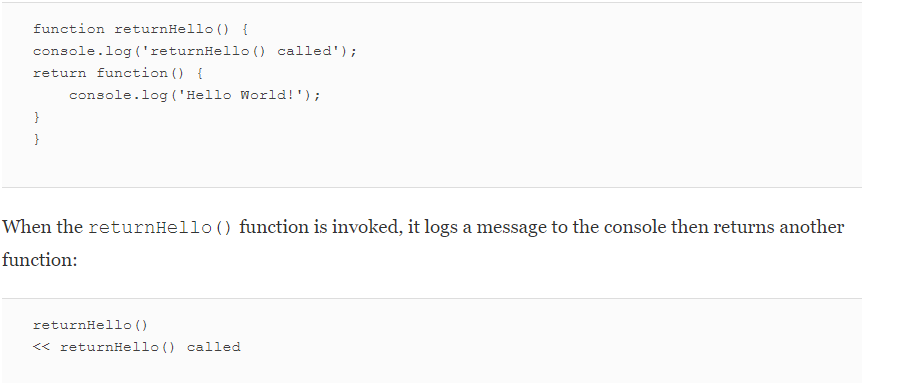 function returnHello() {
console.log('returnHello() called');
return function() {
    console.log('Hello World!');
}
}
When the returnHello() function is invoked, it logs a message to the console then returns another
function:
returnHello()
<< returnHello() called